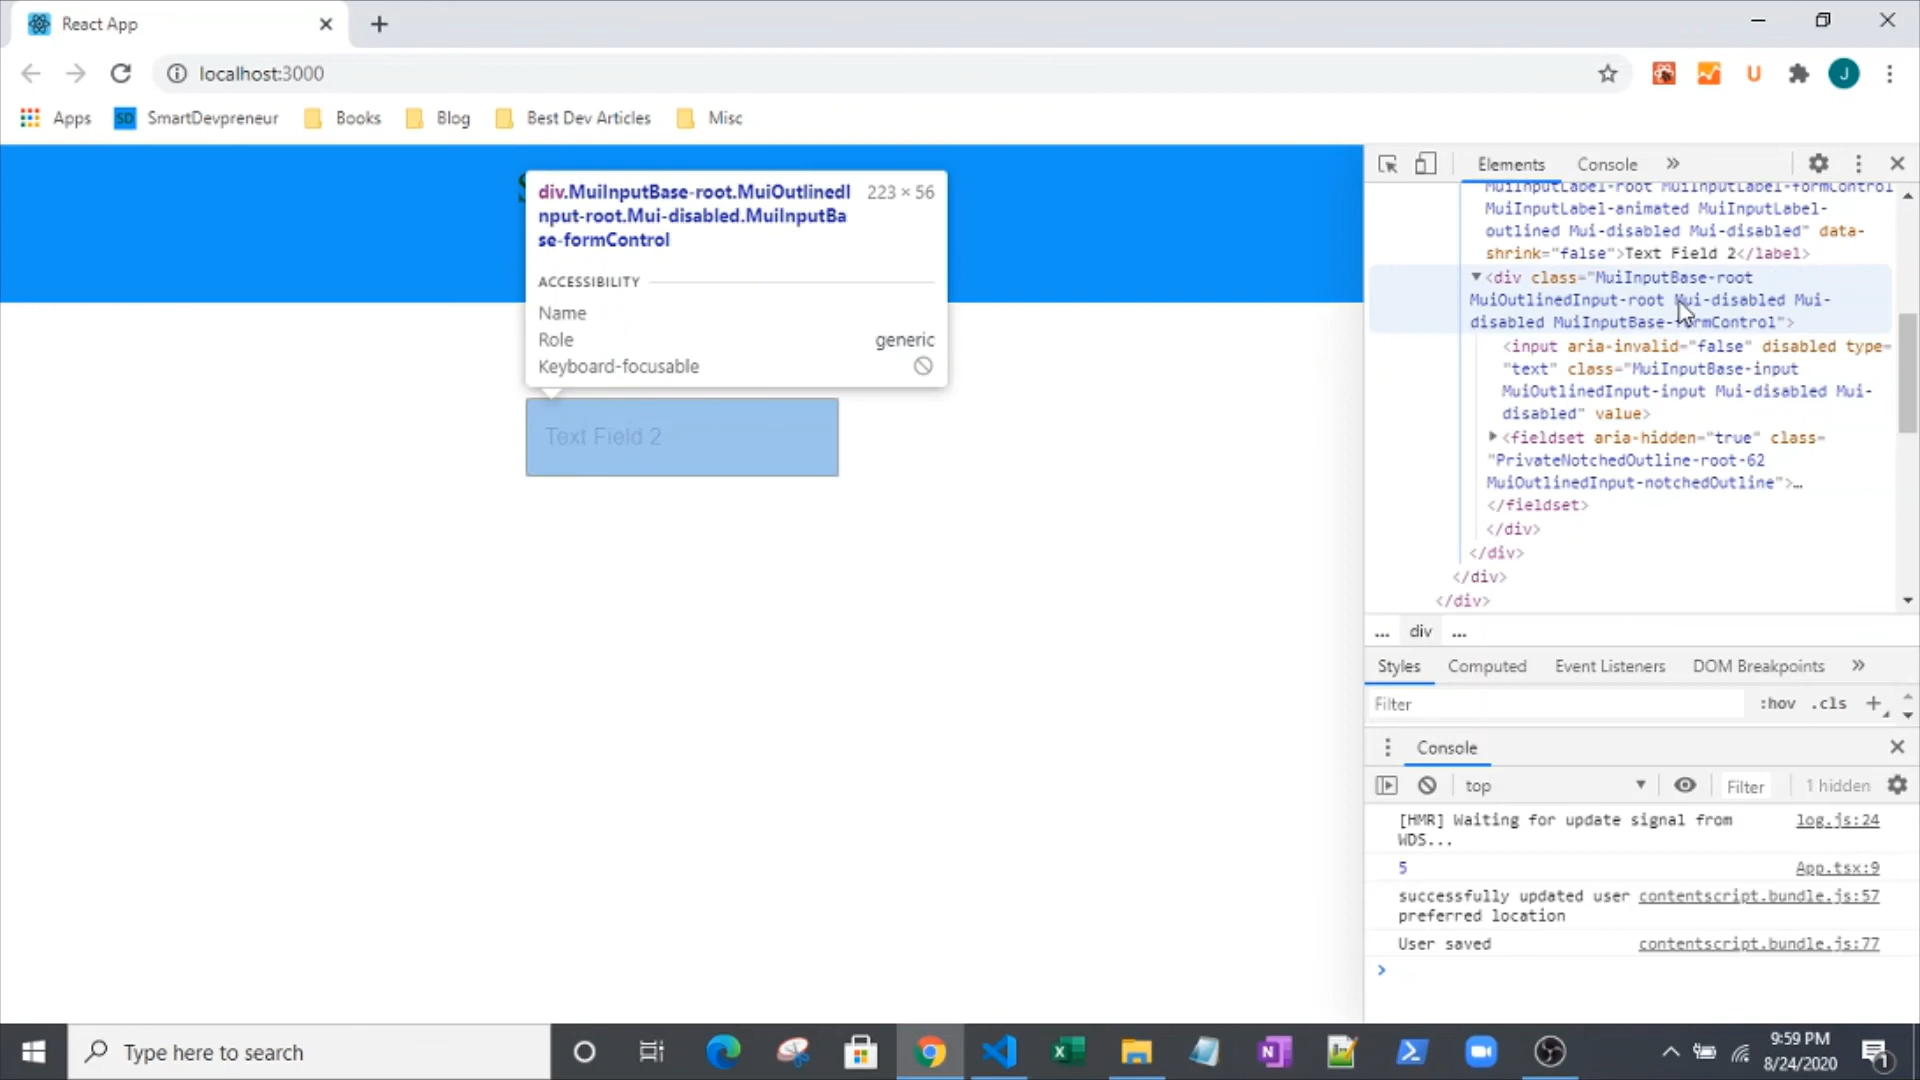 React App
localhost:3000
U
J
Apps
SD SmartDevpreneur
Books
Blog
Best Dev Articles
Misc
div.MuiInputBase-root.MuiOutlinedI 223 × 56
nput-root.Mui-disabled.MuiInputBa
se-formControl
ACCESSIBILITY
Name
Role generic
Keyboard-focusable
Text Field 2
Elements Console »
MuiInputLabel-root MuiInputLabel-formControl
MuiInputLabel-animated MuiInputLabel-
outlined Mui-disabled Mui-disabled" data-
shrink="false">Text Field 2</label>
<div class="MuiInputBase-root
MuiOutlinedInput-root Mui-disabled Mui-
disabled MuiInputBase-formControl">
<input aria-invalid="false" disabled type=
"text" class="MuiInputBase-input
MuiOutlinedInput-input Mui-disabled Mui-
disabled" value>
<fieldset aria-hidden="true" class=
"PrivateNotchedOutline-root-62
MuiOutlinedInput-notchedOutline">…
</fieldset>
</div>
</div>
</div>
</div>
... div ...
Styles Computed Event Listeners DOM Breakpoints »
Filter :hov .cls +
Console
top Filter 1 hidden
[HMR] Waiting for update signal from log.js:24
WDS...
5 App.tsx:9
successfully updated user contentscript.bundle.js:57
preferred location
User saved contentscript.bundle.js:77
>
Type here to search
9:59 PM
8/24/2020
1